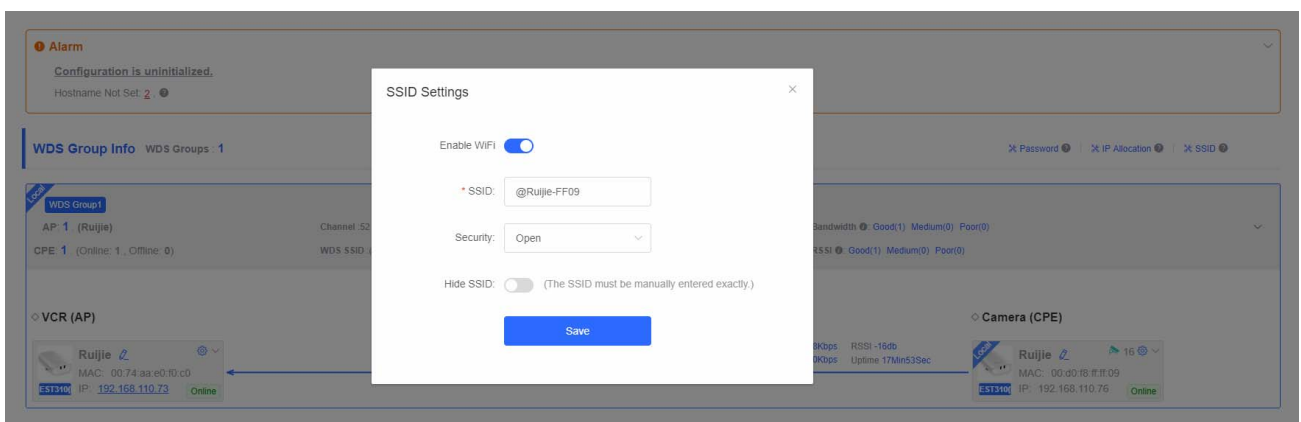 Alarm
Configuration is uninitialized.
Hostname Not Set: 2 .
SSID Settings
Enable WiFi
WDS Group Info WDS Groups : 1
Password IP Allocation SSID
* SSID: @Ruijie-FF09
Local
WDS Group1
AP: 1 (Ruijie)
Channel :52
Bandwidth : Good(1) Medium(0) Poor(0)
Security: Open
CPE: 1 (Online: 1 , Offline: 0)
WDS SSID
RSSI : Good(1) Medium(0) Poor(0)
Hide SSID: (The SSID must be manually entered exactly.)
VCR (AP)
Camera (CPE)
Save
Ruijie
Kbps RSSI -16db
Local
Ruijie 16
MAC: 00:74:aa:e0:f0:c0
Kbps Uptime 17Min53Sec
MAC: 00:d0:f8:ff:ff:09
IP: 192.168.110.73 Online
IP: 192.168.110.76 Online